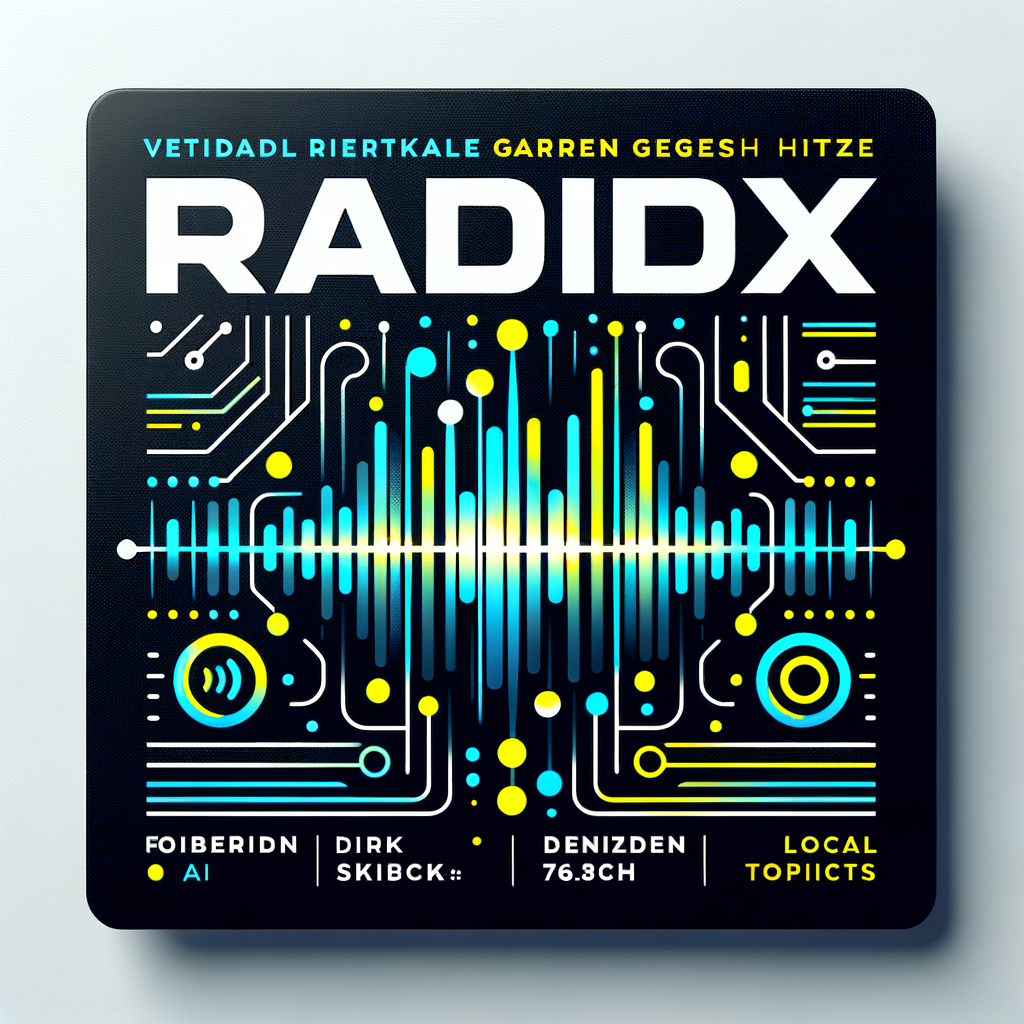 VETIDADL RIERTKALE GARREN GEGESH HITZE
RADIDX
FOIBERIDN
AI
DIRK
SKIBCK::
DENIZDEN
76.3CH
LOCAL
TOPIICTS